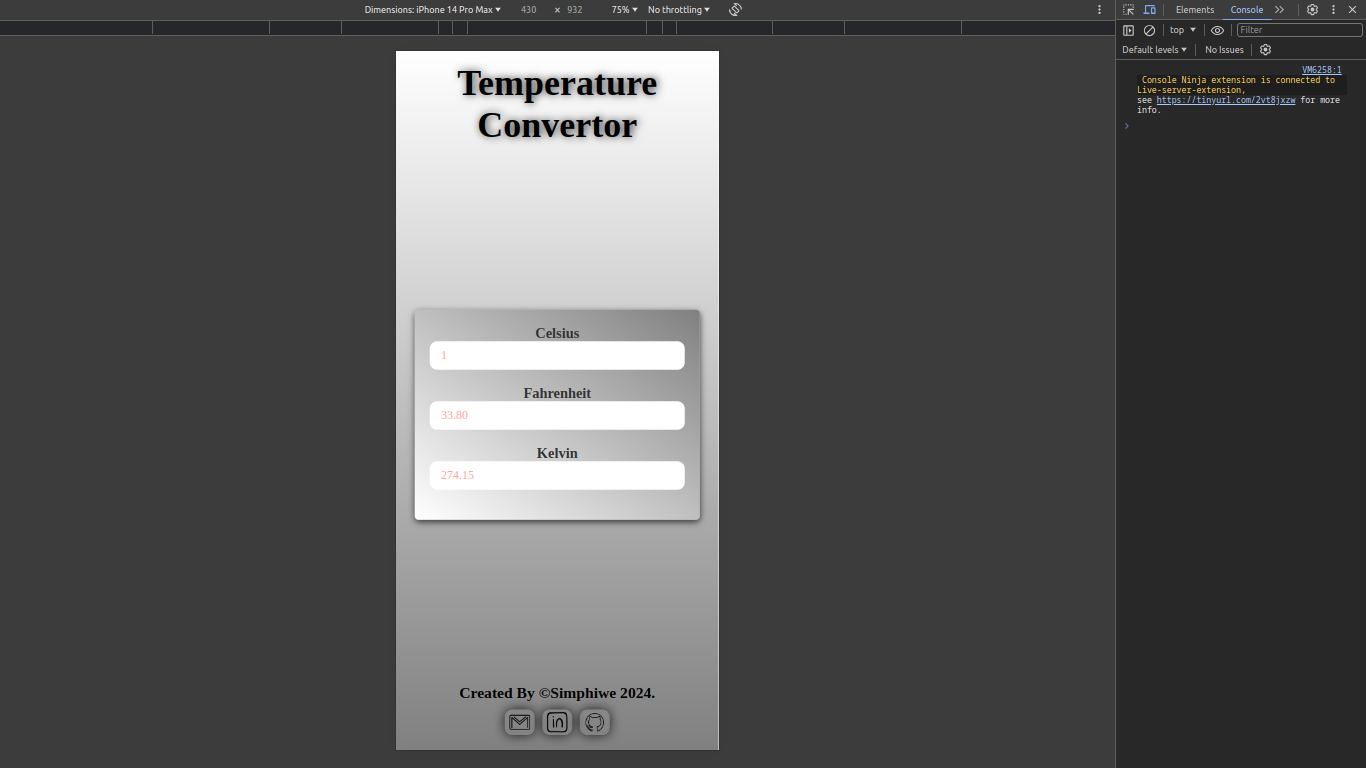 Dimensions: iPhone 14 Pro Max 430 × 932 75% No throttling
Elements Console
top Filter
Default levels No Issues
VM6258:1
Console Ninja extension is connected to
Live-server-extension,
see https://tinyurl.com/2vt8jxzw for more
info.
Temperature
Convertor
Celsius
1
Fahrenheit
33.80
Kelvin
274.15
Created By ©Simphiwe 2024.
in